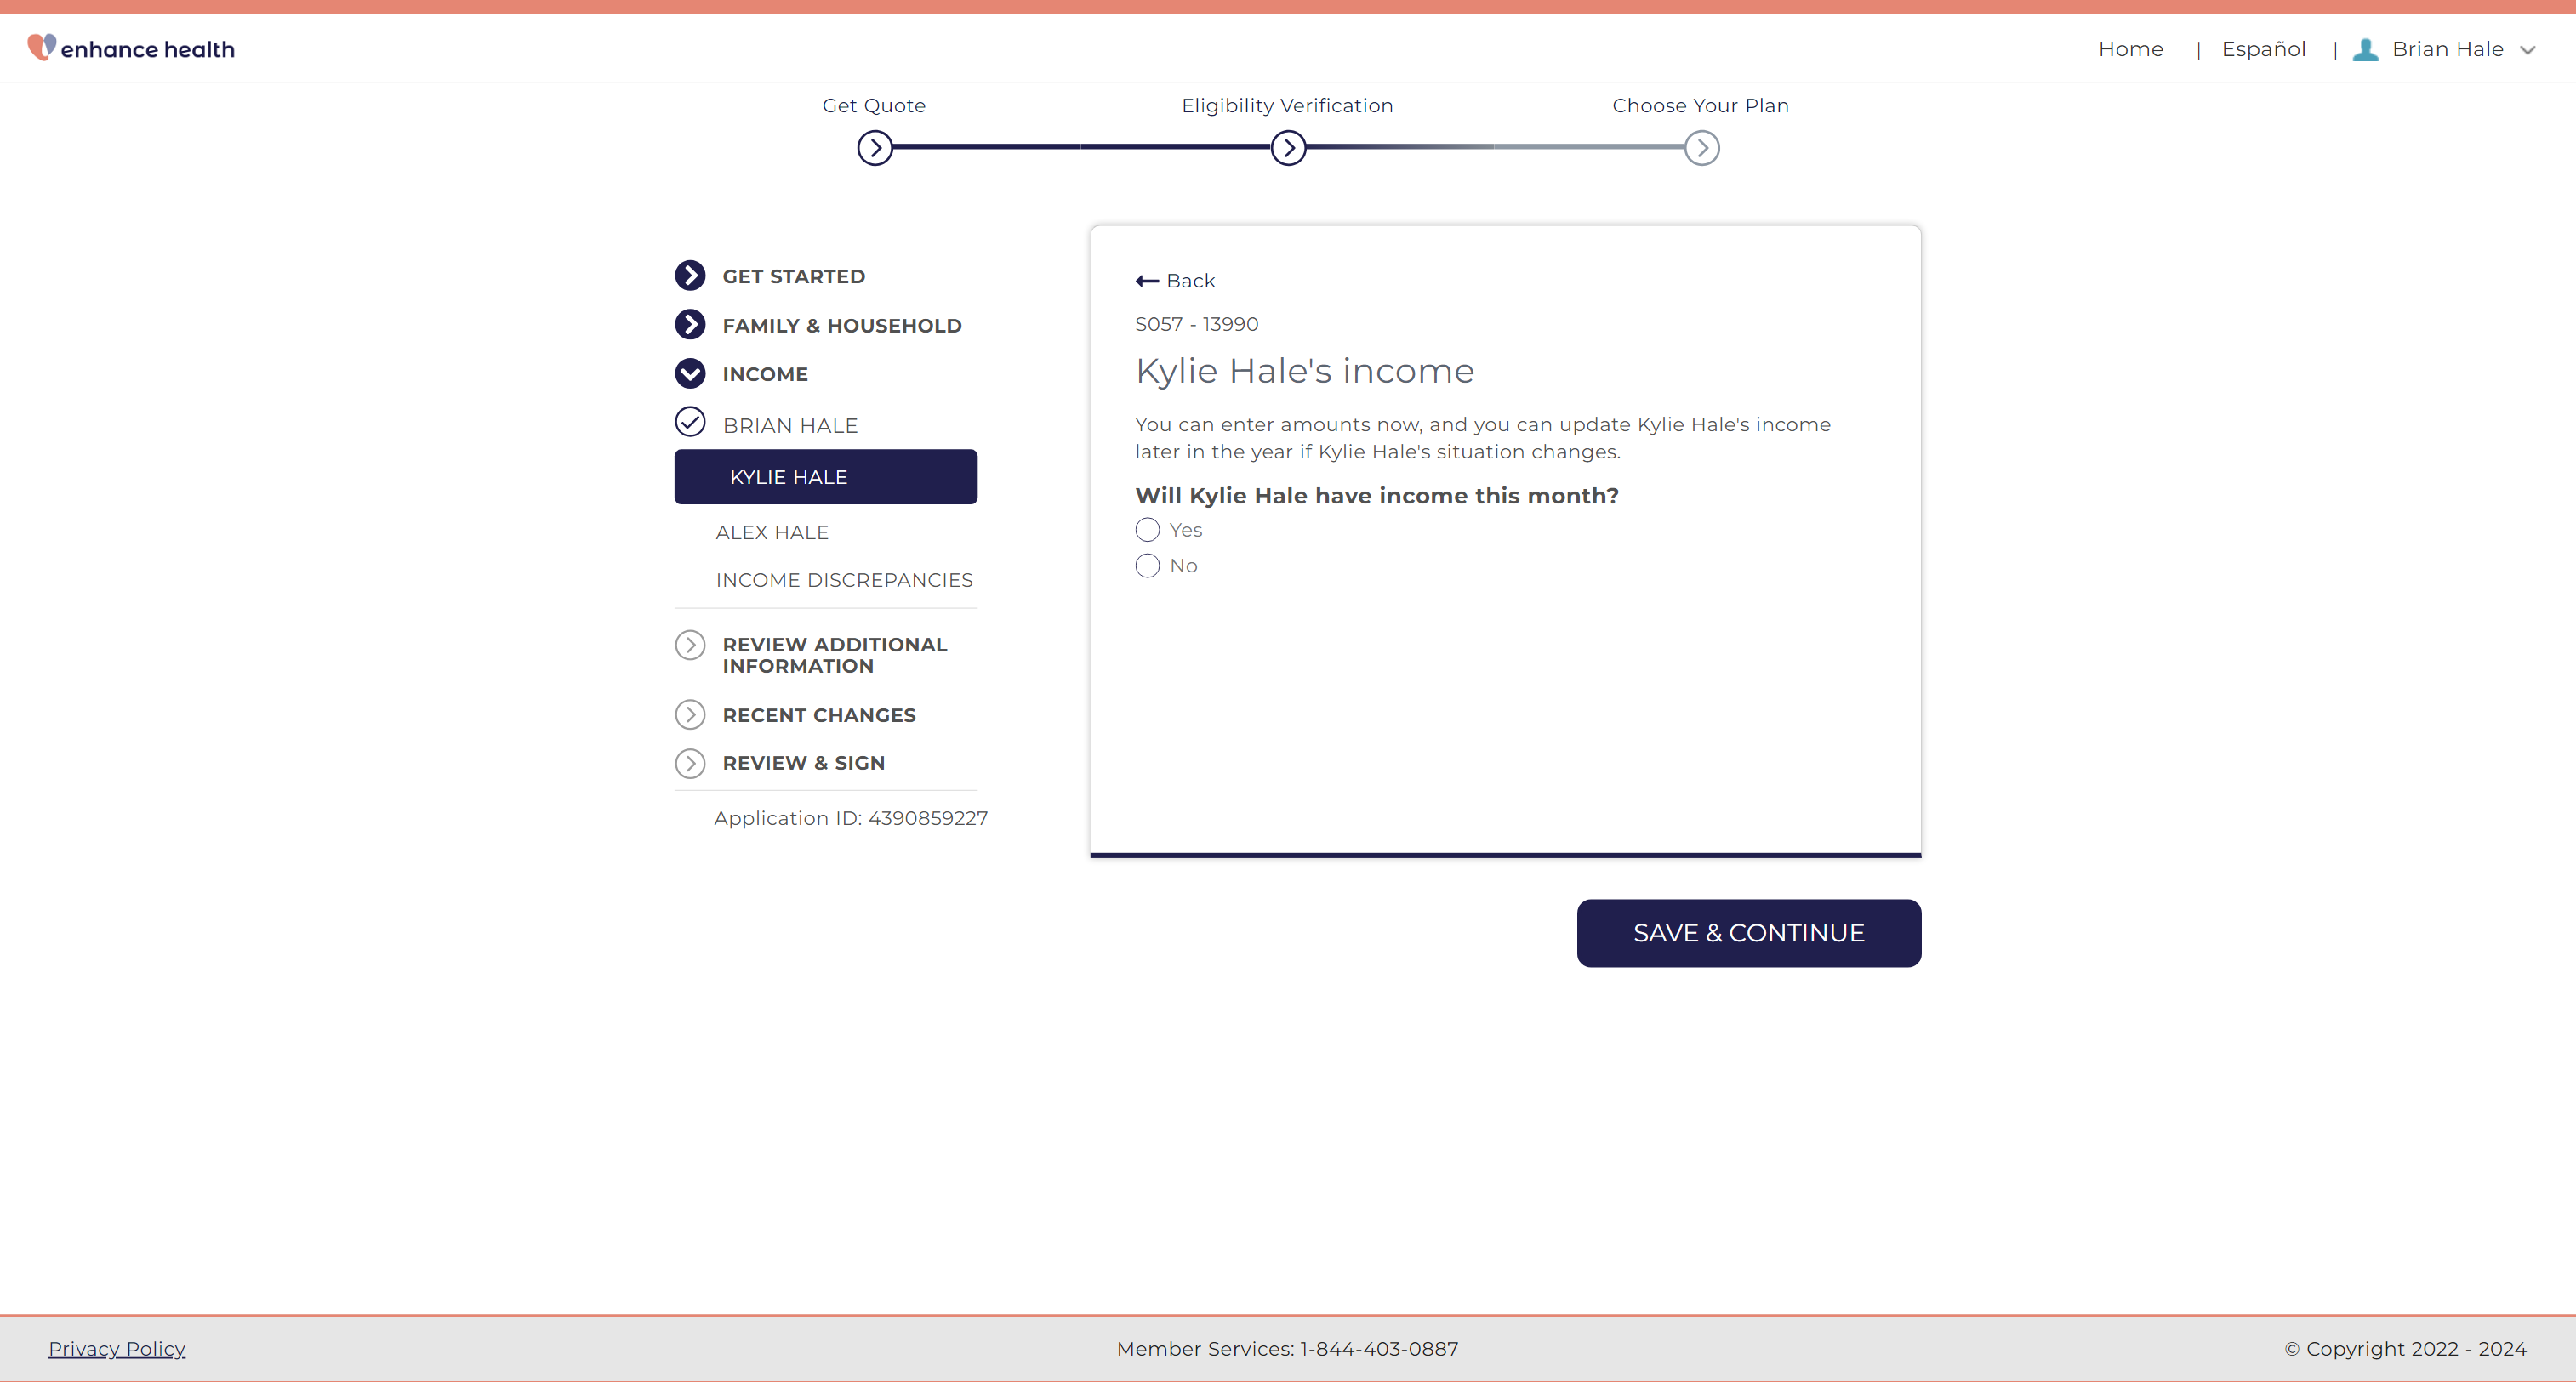 enhance health
Home | Español | Brian Hale
Get Quote
Eligibility Verification
Choose Your Plan
GET STARTED
FAMILY & HOUSEHOLD
INCOME
BRIAN HALE
KYLIE HALE
ALEX HALE
INCOME DISCREPANCIES
REVIEW ADDITIONAL
INFORMATION
RECENT CHANGES
REVIEW & SIGN
Application ID: 4390859227
Back
S057 - 13990
Kylie Hale's income
You can enter amounts now, and you can update Kylie Hale's income
later in the year if Kylie Hale's situation changes.
Will Kylie Hale have income this month?
Yes
No
SAVE & CONTINUE
Privacy Policy
Member Services: 1-844-403-0887
© Copyright 2022 - 2024